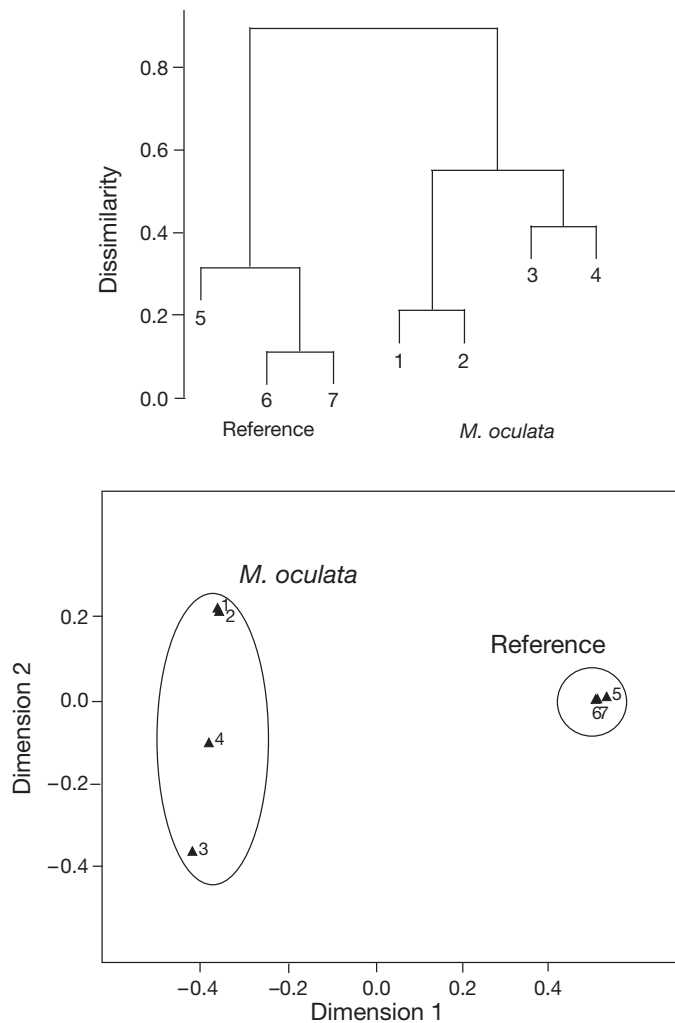 0.8
0.6
0.4
0.2
0.0
Dissimilarity
5
6 7
1 2
3 4
Reference M. oculata
M. oculata
Reference
0.2
0.0
−0.2
−0.4
Dimension 2
1
2
4
3
5
67
−0.4 −0.2 0.0 0.2 0.4
Dimension 1